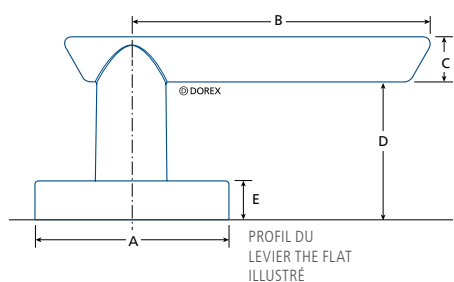 B
C
© DOREX
D
E
A
PROFIL DU
LEVIER THE FLAT
ILLUSTRÉ